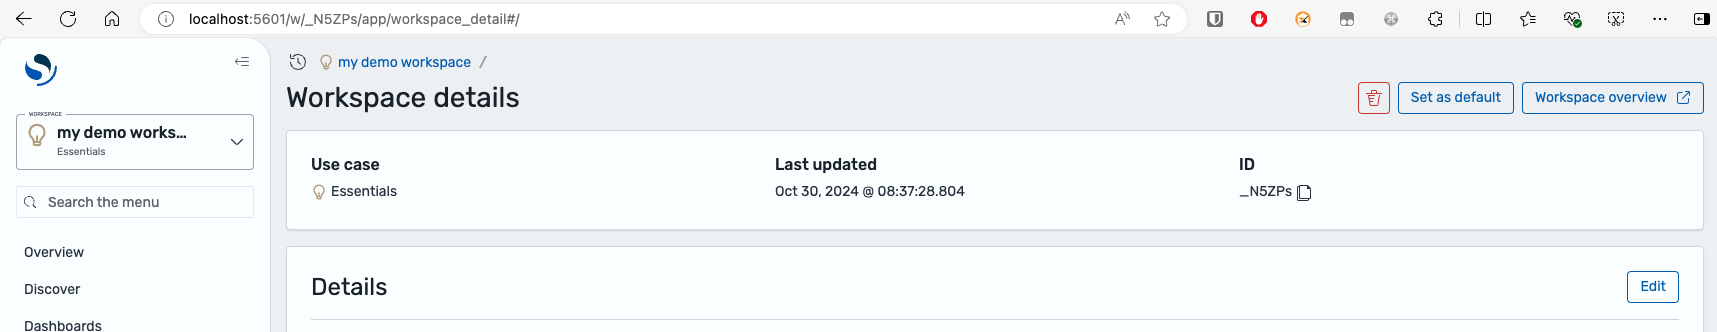 localhost:5601/w/_N5ZPs/app/workspace_detail#/
my demo workspace /
Workspace details
Set as default
Workspace overview
WORKSPACE
my demo works...
Essentials
Search the menu
Overview
Discover
Dashboards
Use case
Essentials
Last updated
Oct 30, 2024 @ 08:37:28.804
ID
_N5ZPs
Details
Edit